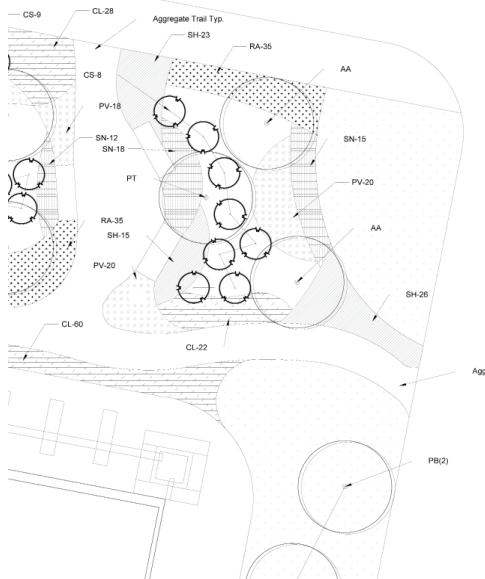 CS-9
CL-28
Aggregate Trail Typ.
SH-23
RA-35
AA
CS-8
PV-18
SN-12
SN-18
SN-15
PT
PV-20
RA-35
SH-15
AA
PV-20
SH-26
CL-60
CL-22
Agg
PB(2)